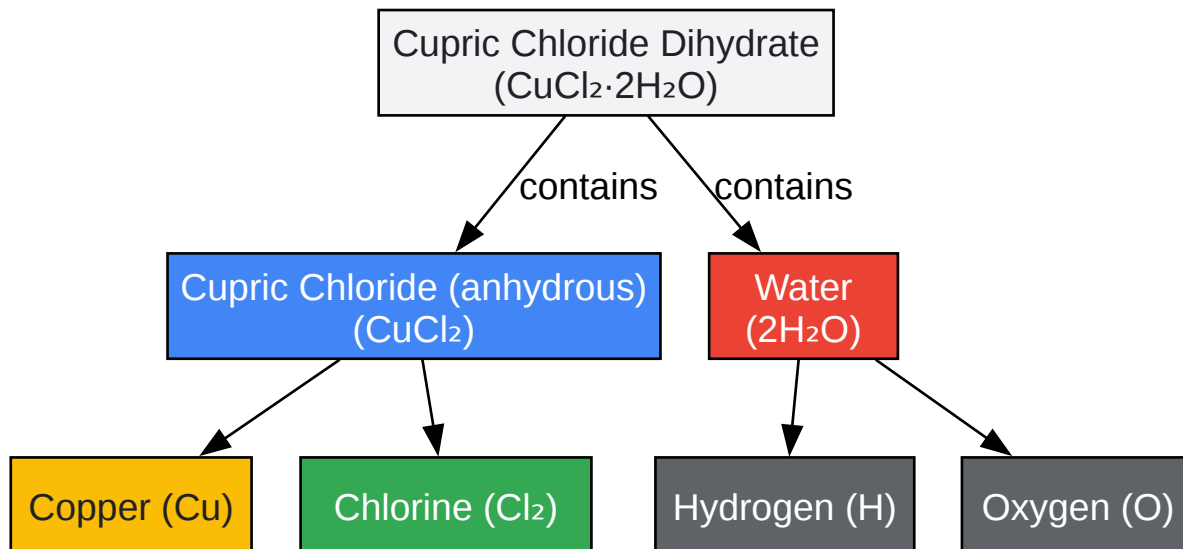 Cupric Chloride Dihydrate
(CuCl₂·2H₂O)
contains
contains
Cupric Chloride (anhydrous)
(CuCl₂)
Water
(2H₂O)
Copper (Cu)
Chlorine (Cl₂)
Hydrogen (H)
Oxygen (O)